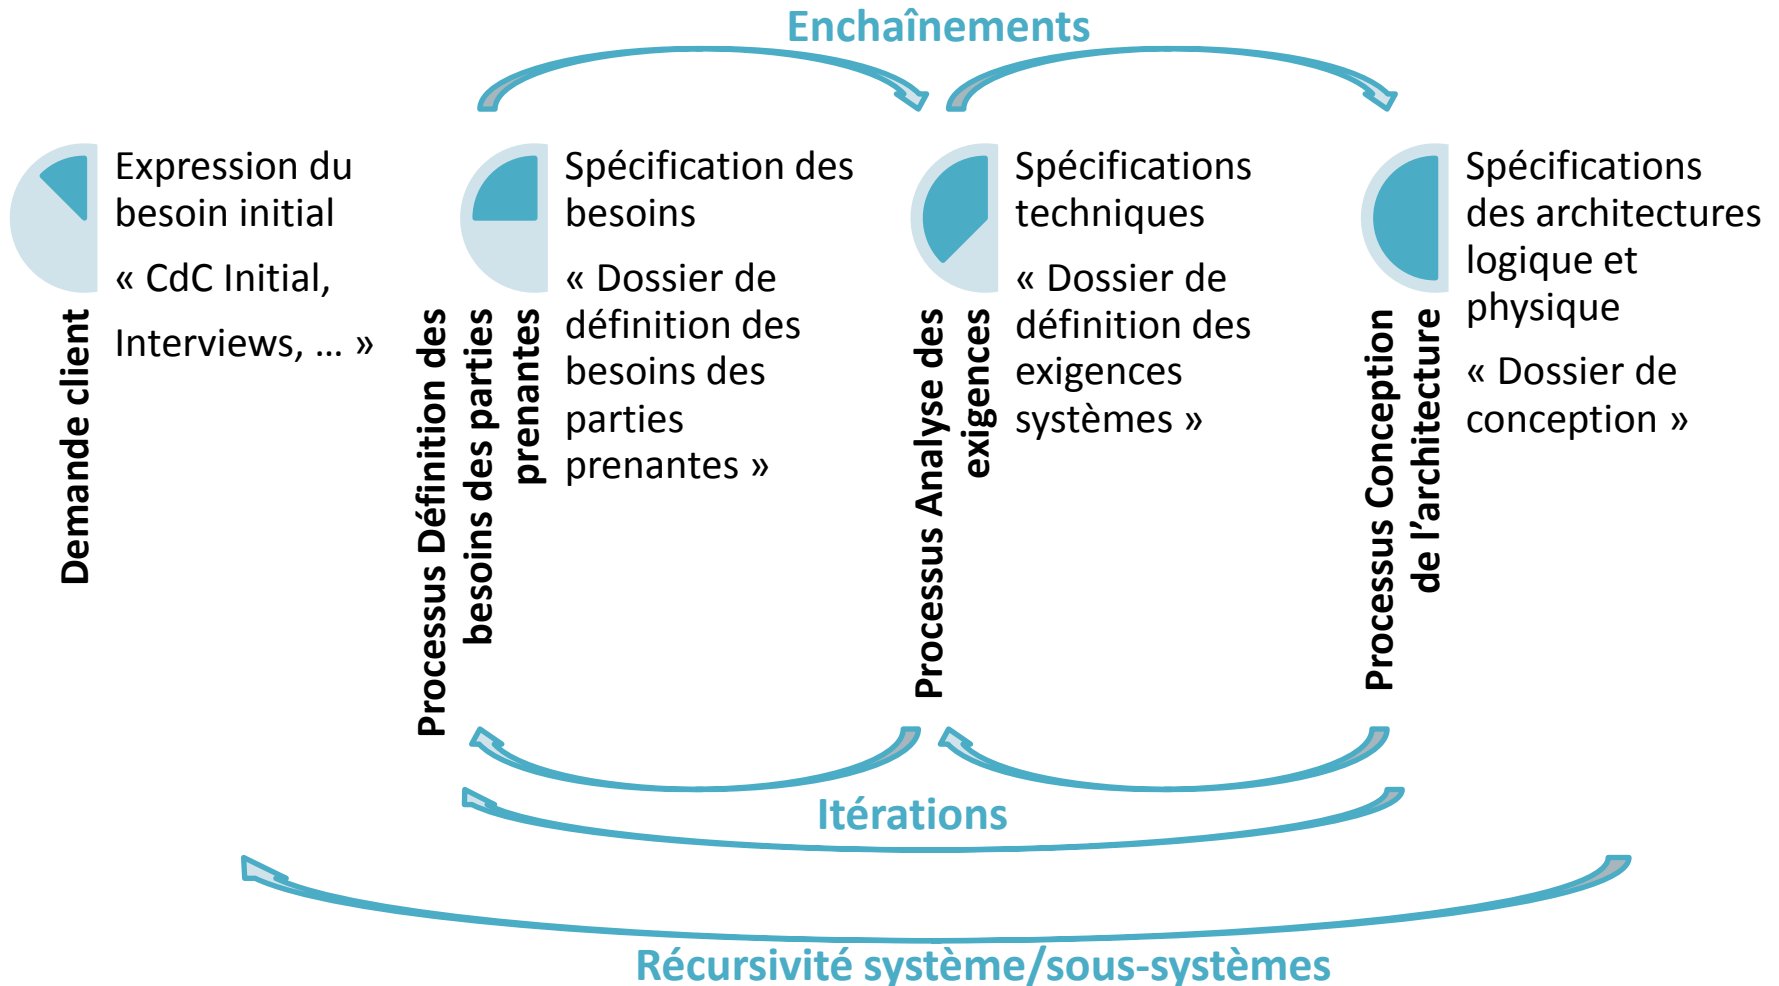 Enchaînements
Demande client
Expression du
besoin initial
« CdC Initial,
Interviews, … »
Processus Définition des
besoins des parties
prenantes
Spécification des
besoins
« Dossier de
définition des
besoins des
parties
prenantes »
Processus Analyse des
exigences
Spécifications
techniques
« Dossier de
définition des
exigences
systèmes »
Processus Conception
de l’architecture
Spécifications
des architectures
logique et
physique
« Dossier de
conception »
Itérations
Récursivité système/sous-systèmes